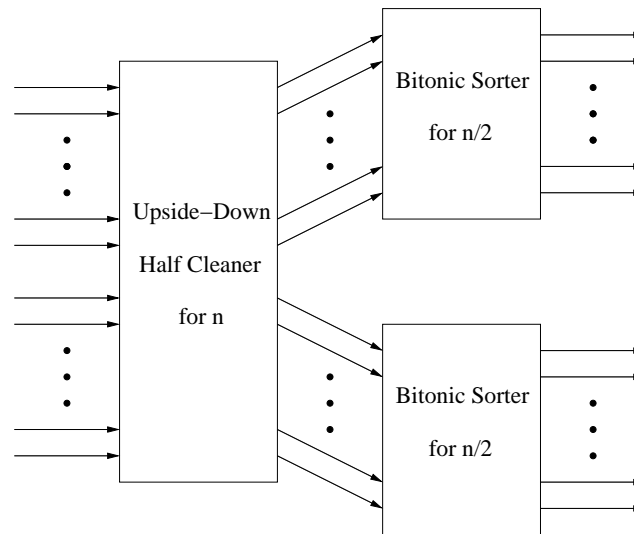 Upside−Down
Half Cleaner
for n
Bitonic Sorter
for n/2
Bitonic Sorter
for n/2